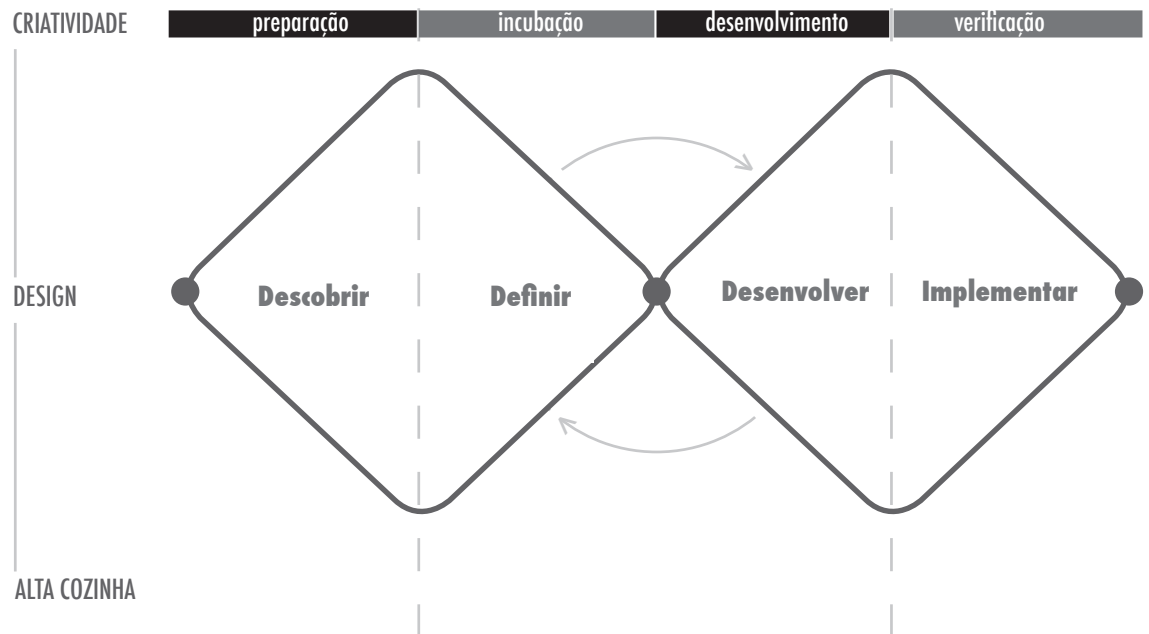 CRIATIVIDADE preparação incubação desenvolvimento verificação
DESIGN Descobrir Definir Desenvolver Implementar
ALTA COZINHA